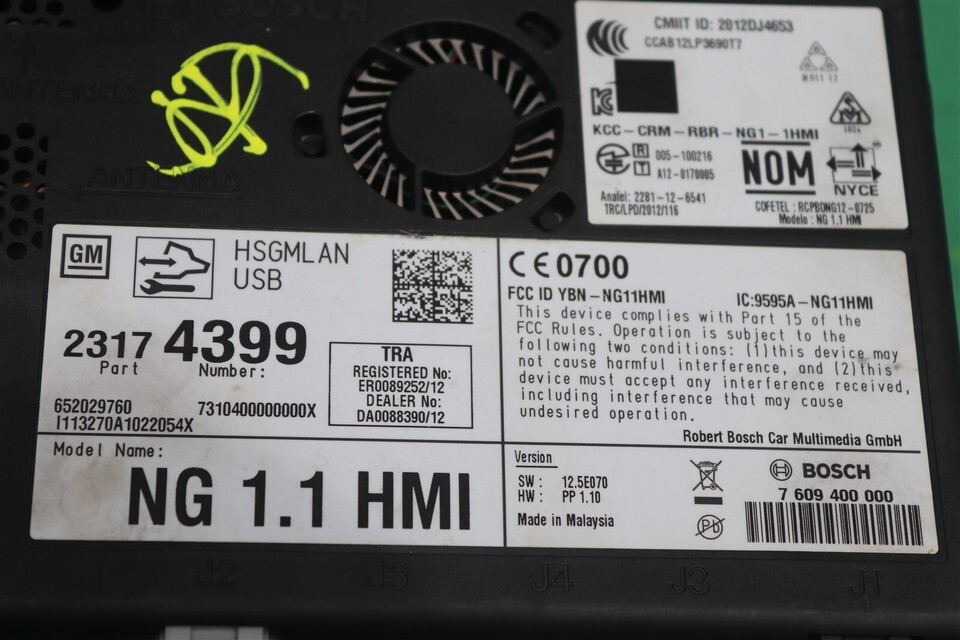 BOSCH
ANTENNA
ANTENNA
CMIIT ID: 2012DJ4653
CCAB12LP3690T7
KCC-CRM-RBR-NG1-1HMI
R 005-100216
T A12-0170005
Anatel: 2281-12-6541
TRC/LPD/2012/116
1024
NOM
NYCE
COFETEL: RCPBONG12-0725
Modelo: NG 1.1 HMI
GM
HSGMLAN
USB
2317 4399
Part Number:
TRA
REGISTERED No:
ER0089252/12
DEALER No:
DA0088390/12
652029760 7310400000000X
I113270A1022054X
Model Name:
NG 1.1 HMI
CE0700
FCC ID YBN-NG11HMI IC:9595A-NG11HMI
This device complies with Part 15 of the
FCC Rules. Operation is subject to the
following two conditions: (1)this device may
not cause harmful interference, and (2)this
device must accept any interference received,
including interference that may cause
undesired operation.
Robert Bosch Car Multimedia GmbH
Version
SW: 12.5E070
HW: PP 1.10
Made in Malaysia
Pb
BOSCH
7 609 400 000
J2 J5 J4 J3 J1